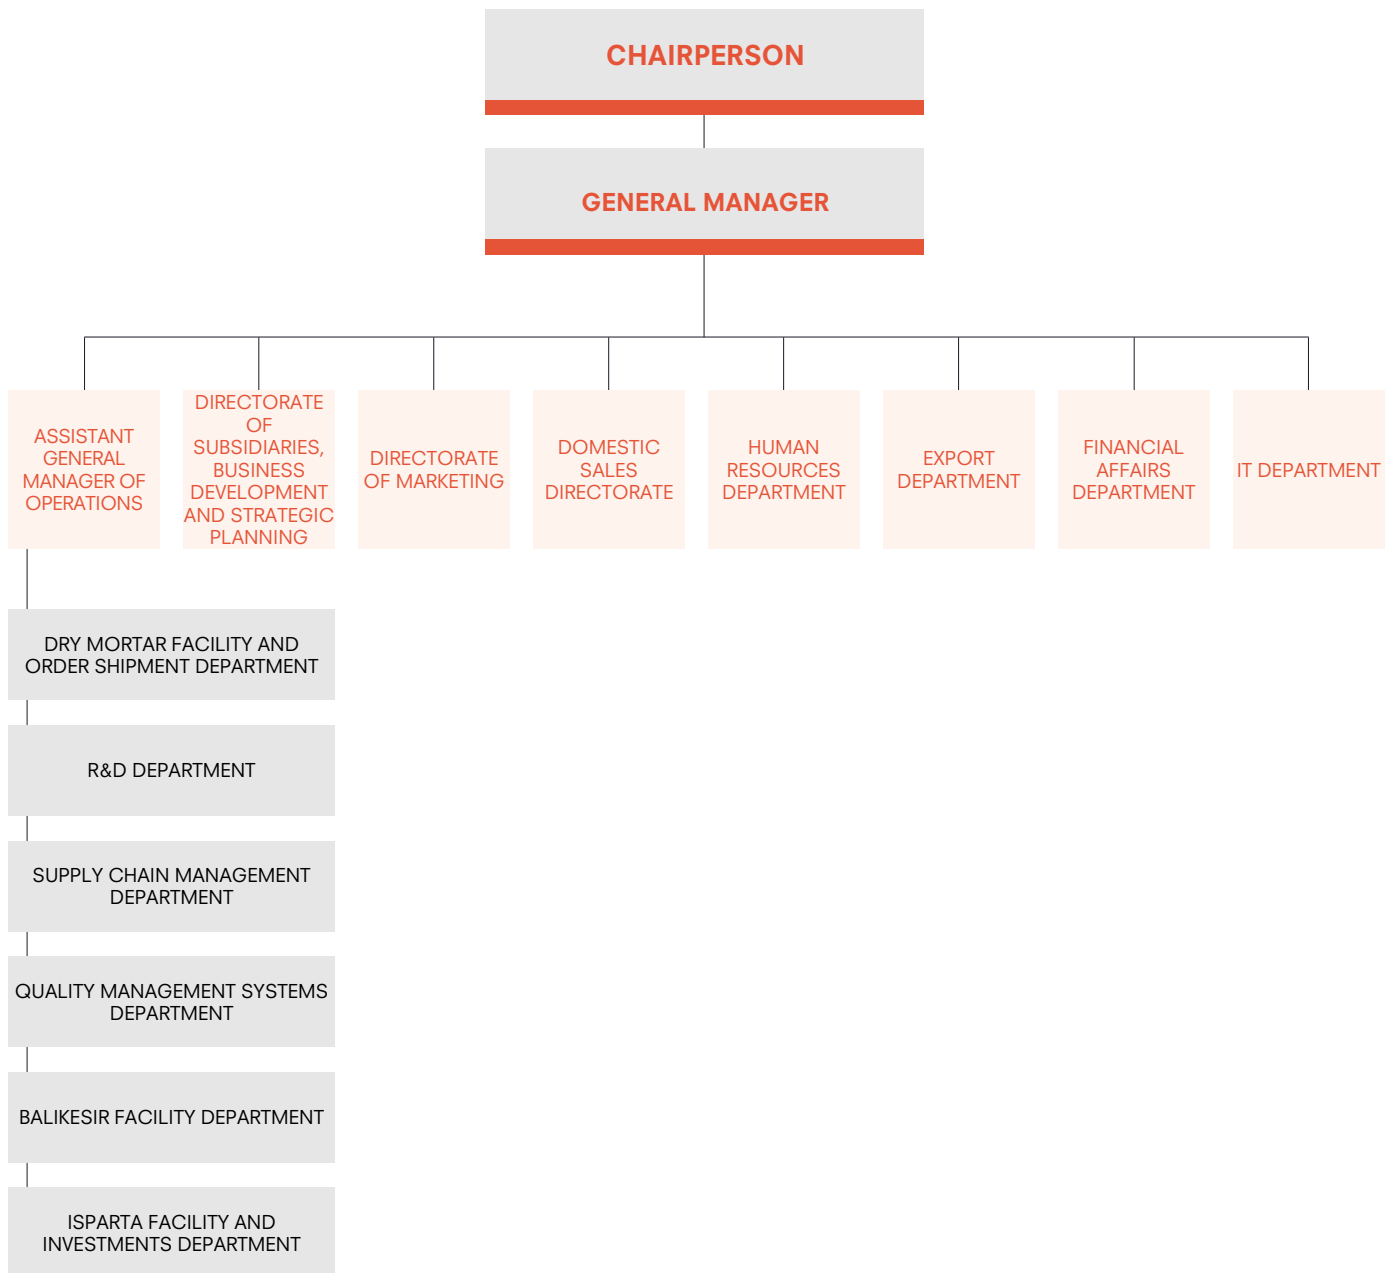 CHAIRPERSON
GENERAL MANAGER
ASSISTANT
GENERAL
MANAGER OF
OPERATIONS
DIRECTORATE
OF
SUBSIDIARIES,
BUSINESS
DEVELOPMENT
AND STRATEGIC
PLANNING
DIRECTORATE
OF MARKETING
DOMESTIC
SALES
DIRECTORATE
HUMAN
RESOURCES
DEPARTMENT
EXPORT
DEPARTMENT
FINANCIAL
AFFAIRS
DEPARTMENT
IT DEPARTMENT
DRY MORTAR FACILITY AND
ORDER SHIPMENT DEPARTMENT
R&D DEPARTMENT
SUPPLY CHAIN MANAGEMENT
DEPARTMENT
QUALITY MANAGEMENT SYSTEMS
DEPARTMENT
BALIKESIR FACILITY DEPARTMENT
ISPARTA FACILITY AND
INVESTMENTS DEPARTMENT